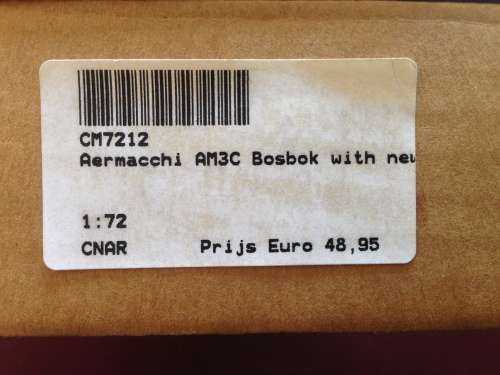 CM7212
Aermacchi AM3C Bosbok with new
1:72
CNAR Prijs Euro 48,95